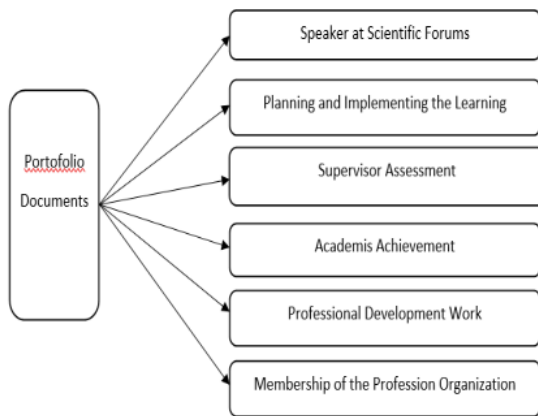 Portofolio
Documents
Speaker at Scientific Forums
Planning and Implementing the Learning
Supervisor Assessment
Academis Achievement
Professional Development Work
Membership of the Profession Organization